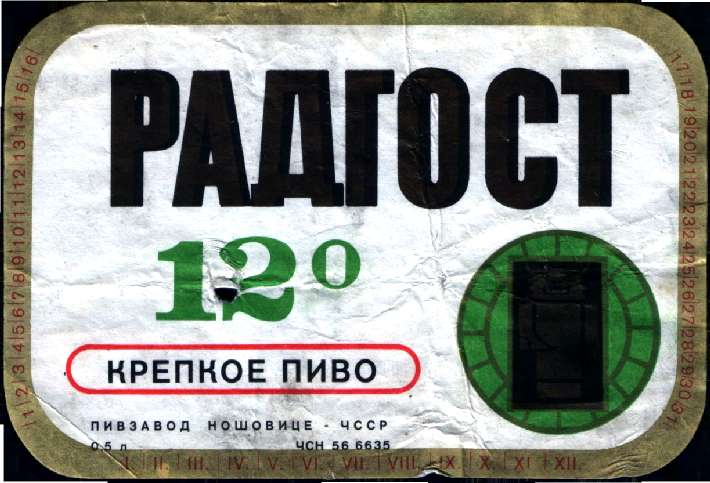 РАДГОСТ
12°
КРЕПКОЕ ПИВО
ПИВЗАВОД НОШОВИЦЕ - ЧССР
0,5 л ЧСН 56 6635
1 2 3 4 5 6 7 8 9 10 11 12 13 14 15 16
17 18 19 20 21 22 23 24 25 26 27 28 29 30 31
I. II. III. IV. V. VI. VII. VIII. IX. X. XI. XII.